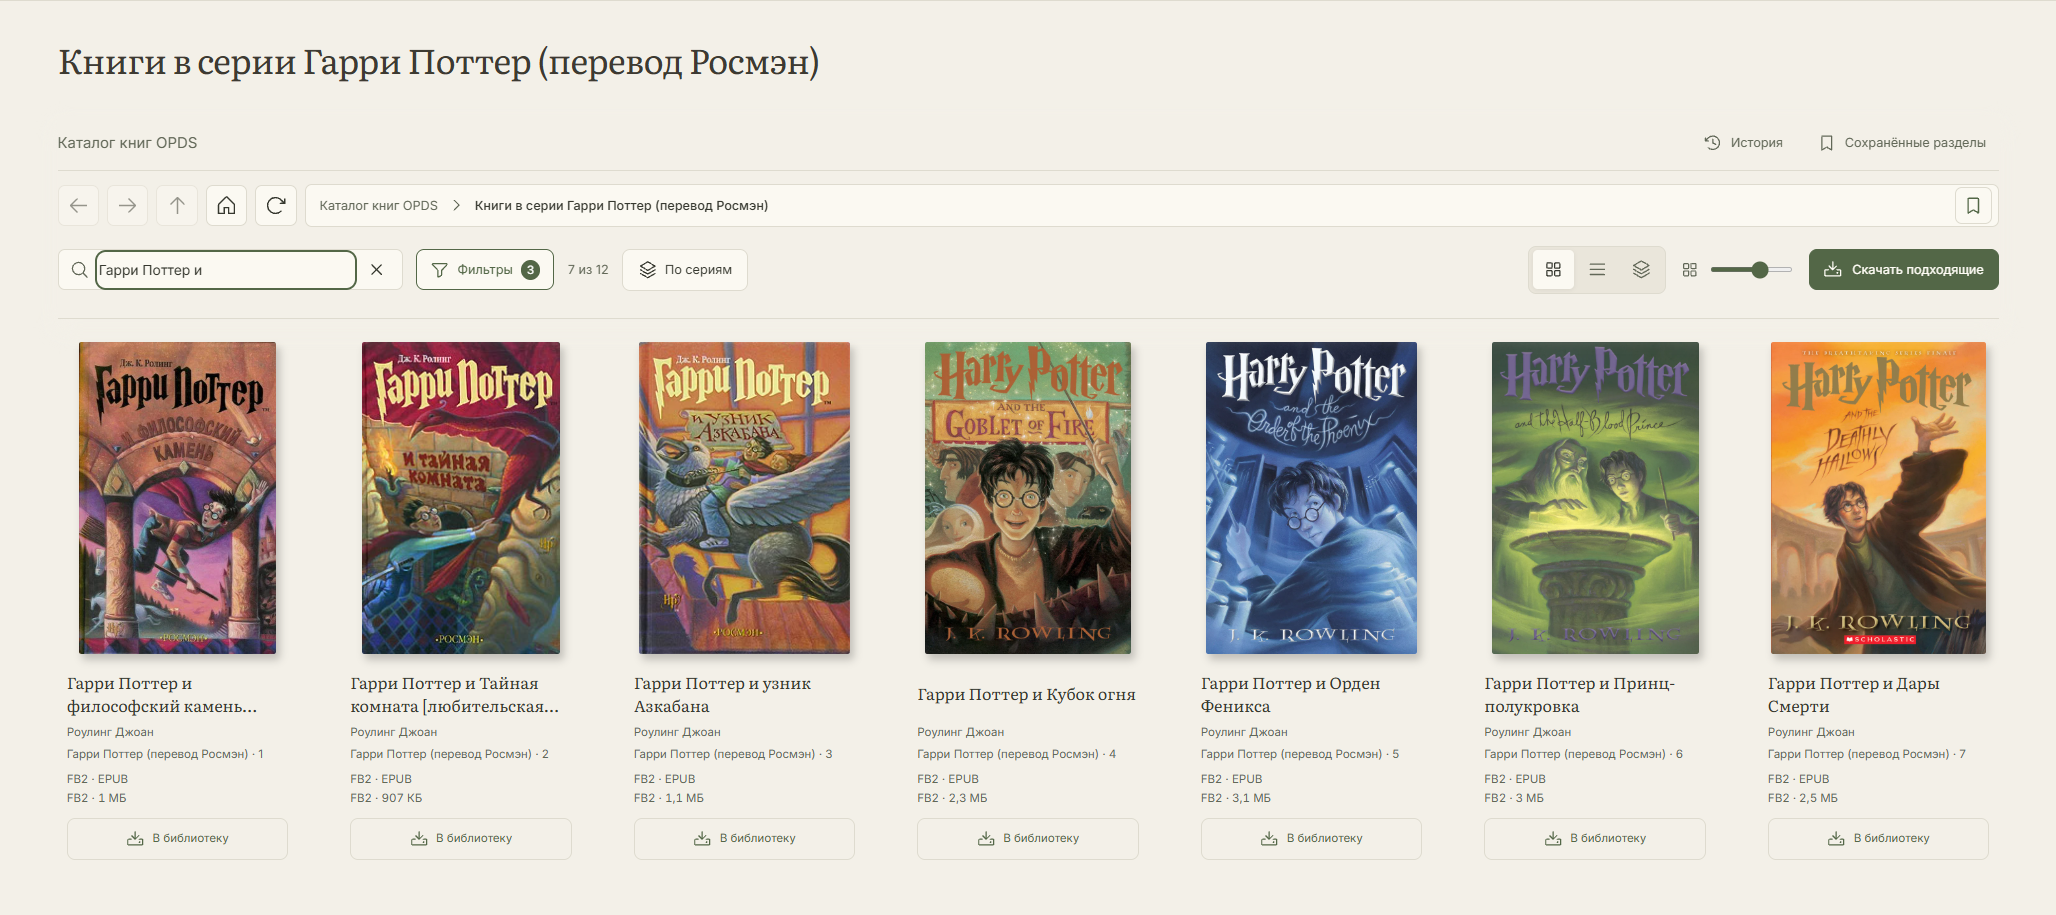 Книги в серии Гарри Поттер (перевод Росмэн)
Каталог книг OPDS
История
Сохранённые разделы
Каталог книг OPDS > Книги в серии Гарри Поттер (перевод Росмэн)
Гарри Поттер и
Фильтры 3
7 из 12
По сериям
Скачать подходящие
Дж. К. Ролинг
Гарри Поттер
И ФИЛОСОФСКИЙ
КАМЕНЬ
•РОСМЭН•
Дж. К. Ролинг
Гарри Поттер
И ТАЙНАЯ
КОМНАТА
•РОСМЭН•
Дж. К. Ролинг
Гарри Поттер
И УЗНИК
АЗКАБАНА
•РОСМЭН•
Harry Potter
AND THE
GOBLET OF FIRE
J. K. ROWLING
Harry Potter
and the
Order of the Phoenix
J. K. ROWLING
Harry Potter
and the Half-Blood Prince
J. K. ROWLING
Harry Potter
AND THE
DEATHLY
HALLOWS
J. K. ROWLING
SCHOLASTIC
Гарри Поттер и
философский камень...
Роулинг Джоан
Гарри Поттер (перевод Росмэн) · 1
FB2 · EPUB
FB2 · 1 МБ
В библиотеку
Гарри Поттер и Тайная
комната [любительская...
Роулинг Джоан
Гарри Поттер (перевод Росмэн) · 2
FB2 · EPUB
FB2 · 907 КБ
В библиотеку
Гарри Поттер и узник
Азкабана
Роулинг Джоан
Гарри Поттер (перевод Росмэн) · 3
FB2 · EPUB
FB2 · 1,1 МБ
В библиотеку
Гарри Поттер и Кубок огня
Роулинг Джоан
Гарри Поттер (перевод Росмэн) · 4
FB2 · EPUB
FB2 · 2,3 МБ
В библиотеку
Гарри Поттер и Орден
Феникса
Роулинг Джоан
Гарри Поттер (перевод Росмэн) · 5
FB2 · EPUB
FB2 · 3,1 МБ
В библиотеку
Гарри Поттер и Принц-
полукровка
Роулинг Джоан
Гарри Поттер (перевод Росмэн) · 6
FB2 · EPUB
FB2 · 3 МБ
В библиотеку
Гарри Поттер и Дары
Смерти
Роулинг Джоан
Гарри Поттер (перевод Росмэн) · 7
FB2 · EPUB
FB2 · 2,5 МБ
В библиотеку